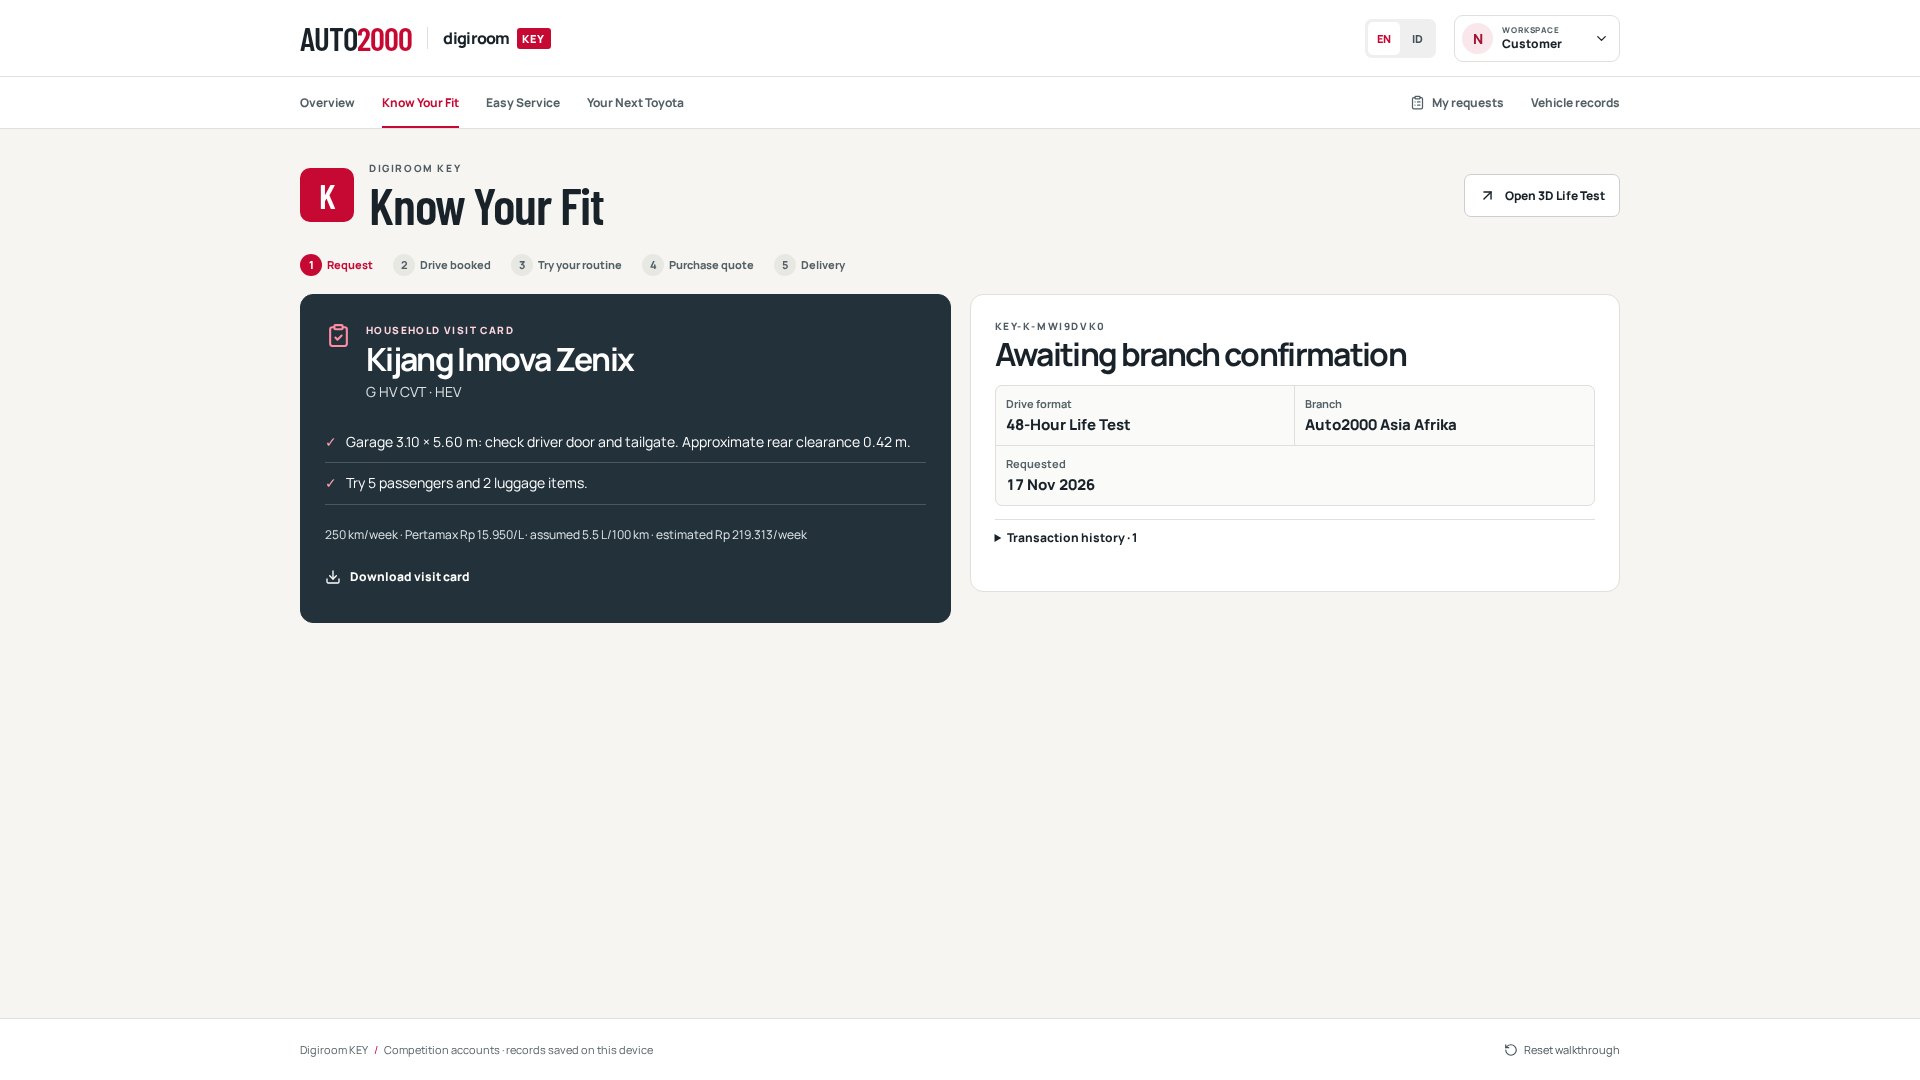 AUTO2000
digiroom KEY
EN ID
N
WORKSPACE
Customer
Overview
Know Your Fit
Easy Service
Your Next Toyota
My requests
Vehicle records
K
DIGIROOM KEY
Know Your Fit
Open 3D Life Test
1 Request
2 Drive booked
3 Try your routine
4 Purchase quote
5 Delivery
HOUSEHOLD VISIT CARD
Kijang Innova Zenix
G HV CVT · HEV
✓ Garage 3.10 × 5.60 m: check driver door and tailgate. Approximate rear clearance 0.42 m.
✓ Try 5 passengers and 2 luggage items.
250 km/week · Pertamax Rp 15.950/L · assumed 5.5 L/100 km · estimated Rp 219.313/week
Download visit card
KEY-K-MWI9DVK0
Awaiting branch confirmation
Drive format
48-Hour Life Test
Branch
Auto2000 Asia Afrika
Requested
17 Nov 2026
Transaction history · 1
Digiroom KEY / Competition accounts · records saved on this device
Reset walkthrough